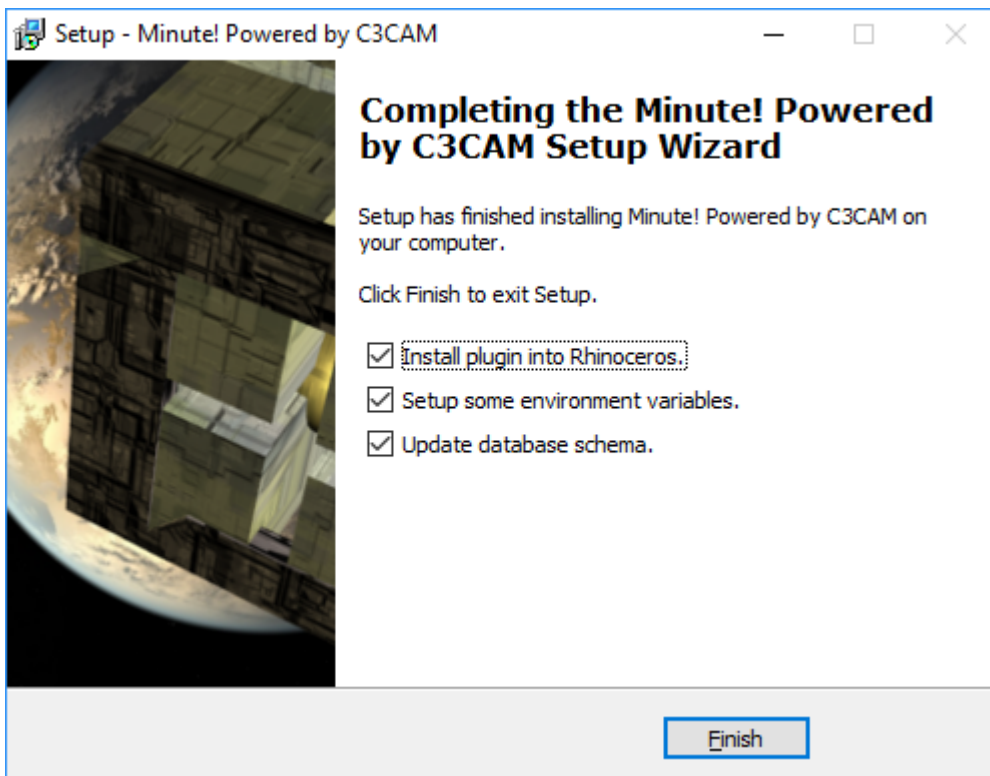 Setup - Minute! Powered by C3CAM
Completing the Minute! Powered
by C3CAM Setup Wizard
Setup has finished installing Minute! Powered by C3CAM on
your computer.
Click Finish to exit Setup.
Install plugin into Rhinoceros.
Setup some environment variables.
Update database schema.
Finish